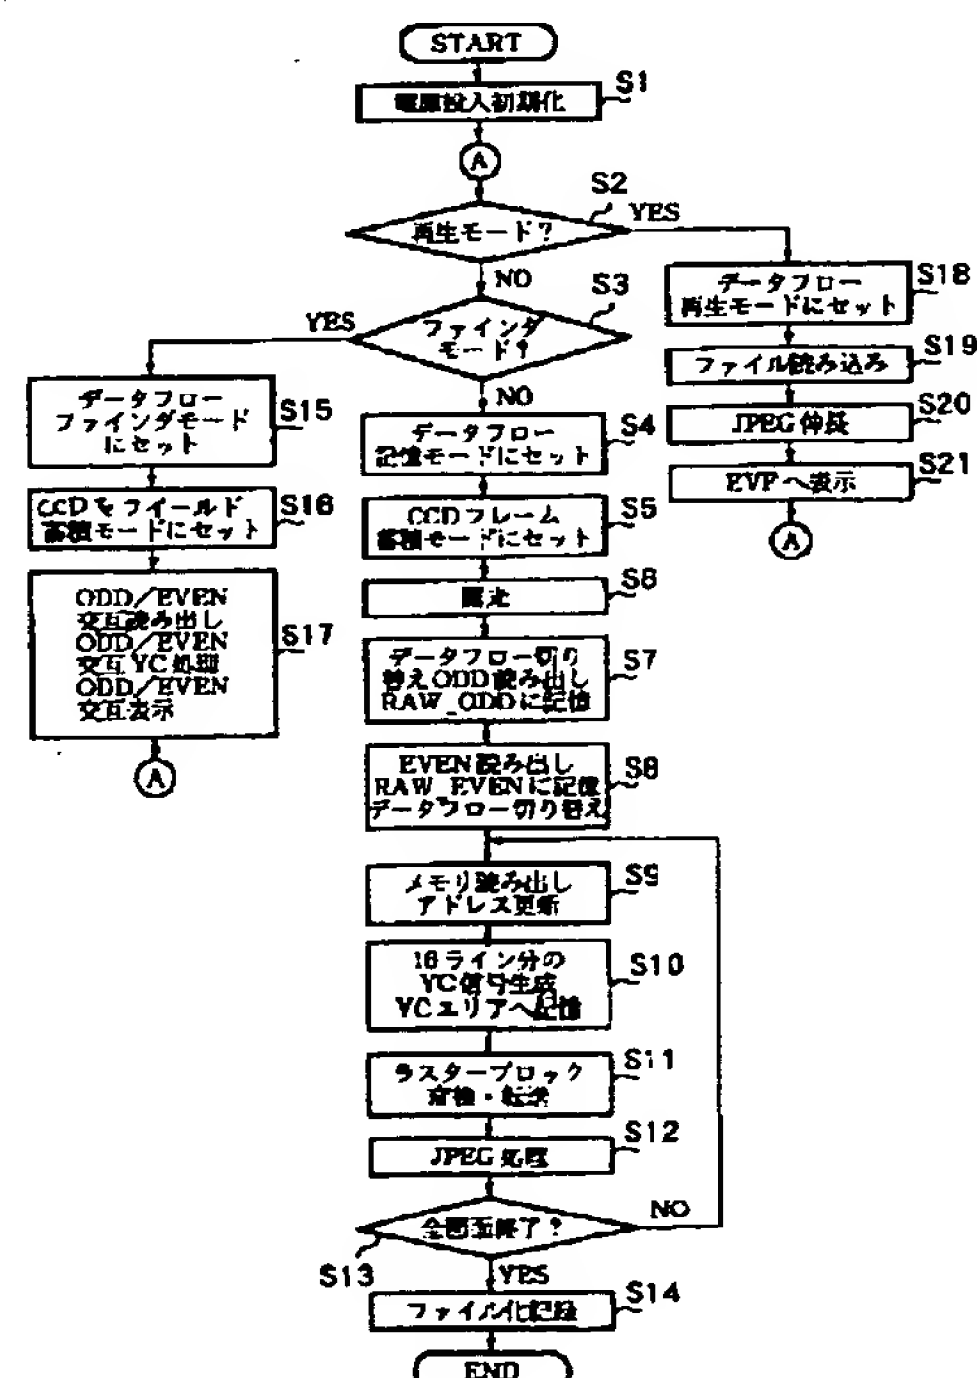 START
S1
電源投入初期化
A
S2
再生モード?
YES
NO
S3
ファインダ
モード?
YES
NO
S18
データフロー
再生モードにセット
S19
ファイル読み込み
S20
JPEG 伸長
S21
EVFへ表示
A
S15
データフロー
ファインダモード
にセット
S16
CCDをフイールド
蓄積モードにセット
S17
ODD/EVEN
交互読み出し
ODD/EVEN
交互YC処理
ODD/EVEN
交互表示
A
S4
データフロー
記憶モードにセット
S5
CCDフレーム
蓄積モードにセット
S6
S7
データフロー切り
替えODD読み出し
RAW_ODDに記憶
S8
EVEN読み出し
RAW_EVENに記憶
データフロー切り替え
S9
メモリ読み出し
アドレス更新
S10
16ライン分の
YC信号生成
YCエリアへ記憶
S11
ラスターブロック
変換・転送
S12
JPEG 処理
全画面終了?
NO
S13
YES
S14
ファイル化記録
END